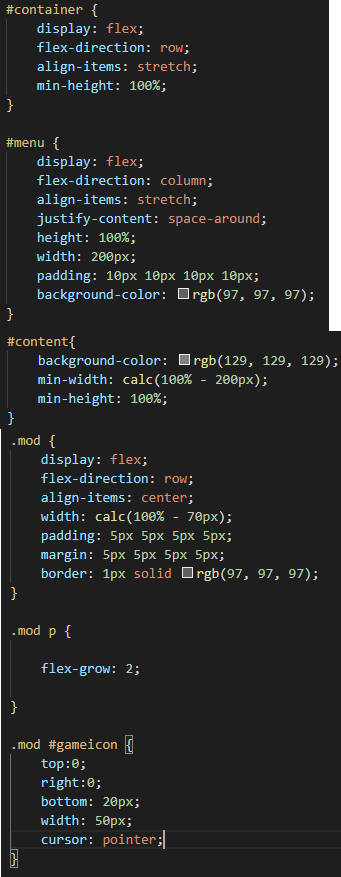 #container {
display: flex;
flex-direction: row;
align-items: stretch;
min-height: 100%;
}
#menu {
display: flex;
flex-direction: column;
align-items: stretch;
justify-content: space-around;
height: 100%;
width: 200px;
padding: 10px 10px 10px 10px;
background-color: rgb(97, 97, 97);
}
#content{
background-color: rgb(129, 129, 129);
min-width: calc(100% - 200px);
min-height: 100%;
}
.mod {
display: flex;
flex-direction: row;
align-items: center;
width: calc(100% - 70px);
padding: 5px 5px 5px 5px;
margin: 5px 5px 5px 5px;
border: 1px solid rgb(97, 97, 97);
}
.mod p {
flex-grow: 2;
}
.mod #gameicon {
top:0;
right:0;
bottom: 20px;
width: 50px;
cursor: pointer;
}